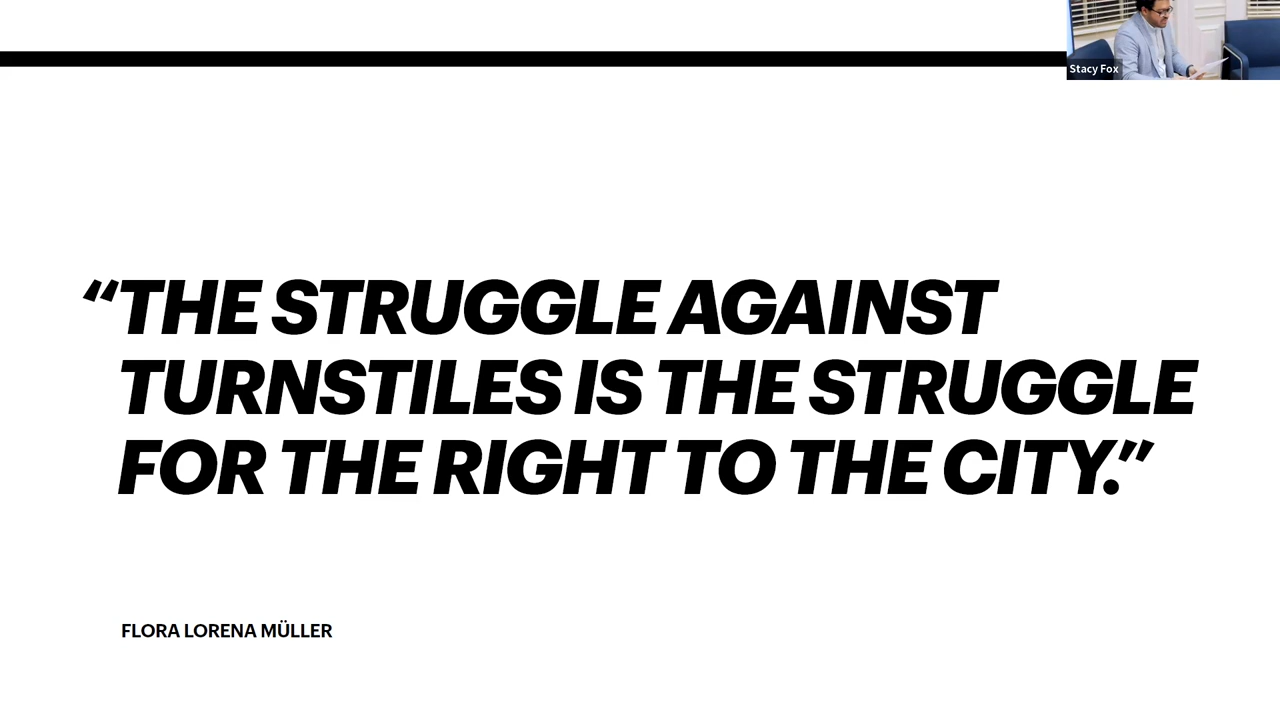 Stacy Fox
“THE STRUGGLE AGAINST
TURNSTILES IS THE STRUGGLE
FOR THE RIGHT TO THE CITY.”
FLORA LORENA MÜLLER